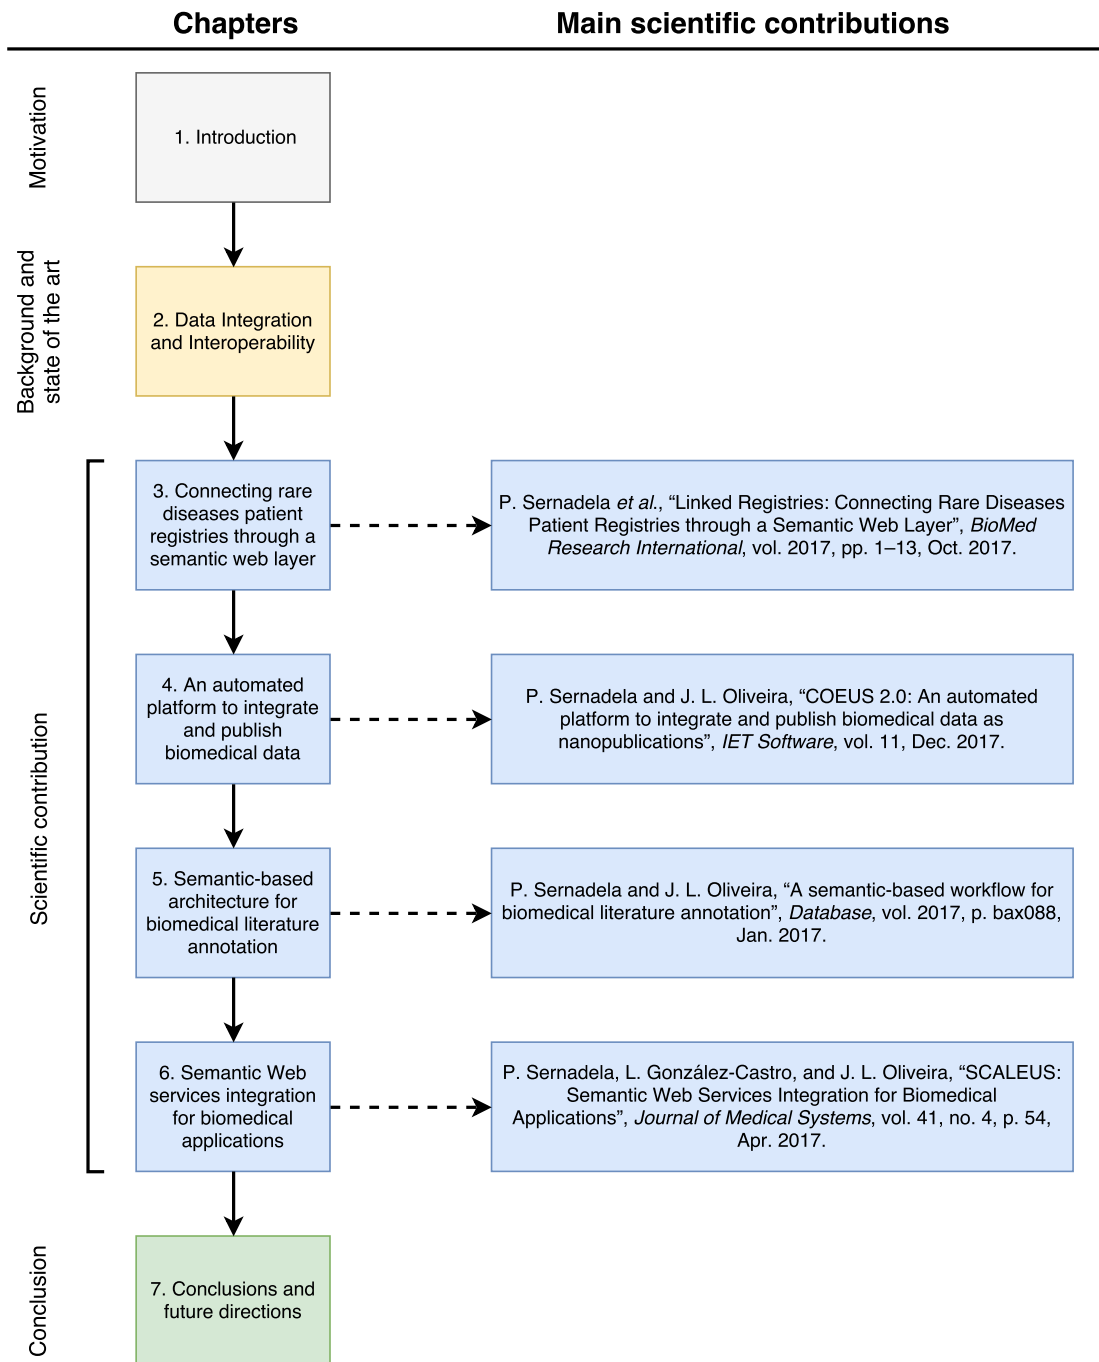 Chapters
Main scientific contributions
Motivation
1. Introduction
Background and
state of the art
2. Data Integration
and Interoperability
Scientific contribution
3. Connecting rare
diseases patient
registries through a
semantic web layer
P. Sernadela et al., “Linked Registries: Connecting Rare Diseases
Patient Registries through a Semantic Web Layer”, BioMed
Research International, vol. 2017, pp. 1–13, Oct. 2017.
4. An automated
platform to integrate
and publish
biomedical data
P. Sernadela and J. L. Oliveira, “COEUS 2.0: An automated
platform to integrate and publish biomedical data as
nanopublications”, IET Software, vol. 11, Dec. 2017.
5. Semantic-based
architecture for
biomedical literature
annotation
P. Sernadela and J. L. Oliveira, “A semantic-based workflow for
biomedical literature annotation”, Database, vol. 2017, p. bax088,
Jan. 2017.
6. Semantic Web
services integration
for biomedical
applications
P. Sernadela, L. González-Castro, and J. L. Oliveira, “SCALEUS:
Semantic Web Services Integration for Biomedical
Applications”, Journal of Medical Systems, vol. 41, no. 4, p. 54,
Apr. 2017.
Conclusion
7. Conclusions and
future directions